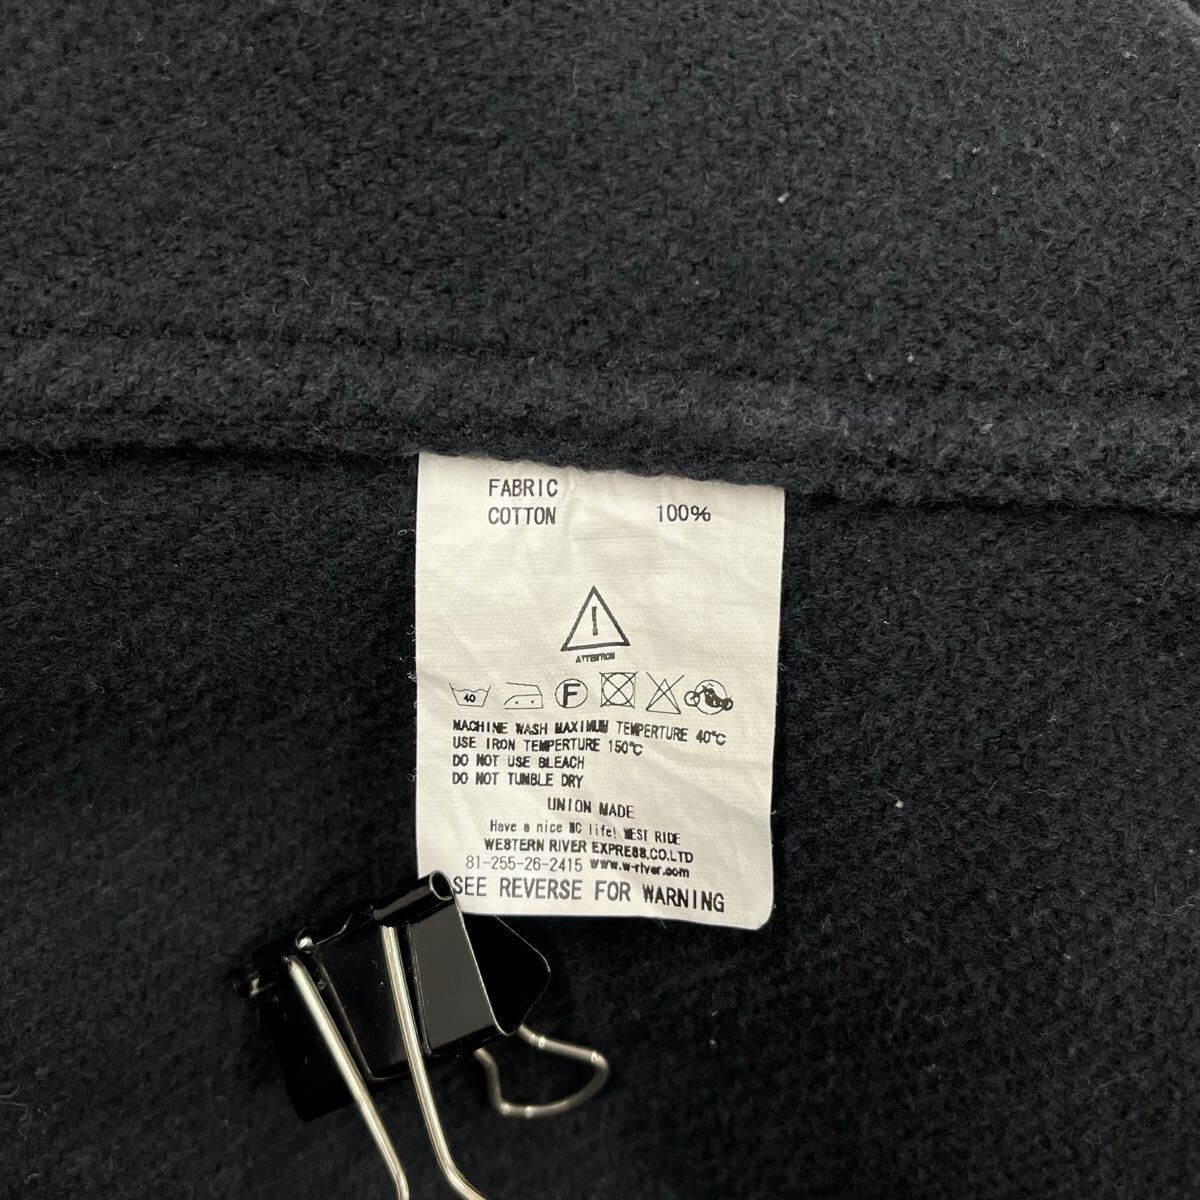 FABRIC
COTTON 100%
ATTENTION
40 F
MACHINE WASH MAXIMUM TEMPERTURE 40℃
USE IRON TEMPERTURE 150℃
DO NOT USE BLEACH
DO NOT TUMBLE DRY
UNION MADE
Have a nice MC life! WEST RIDE
WESTERN RIVER EXPRESS.CO.LTD
81-255-26-2415 www.w-river.com
SEE REVERSE FOR WARNING